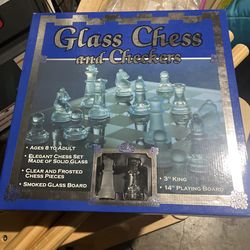 Glass Chess
and Checkers
• Ages 8 to Adult
• Elegant Chess Set
Made of Solid Glass
• Clear and Frosted
Chess Pieces
• Smoked Glass Board
• 3" King
• 14" Playing Board